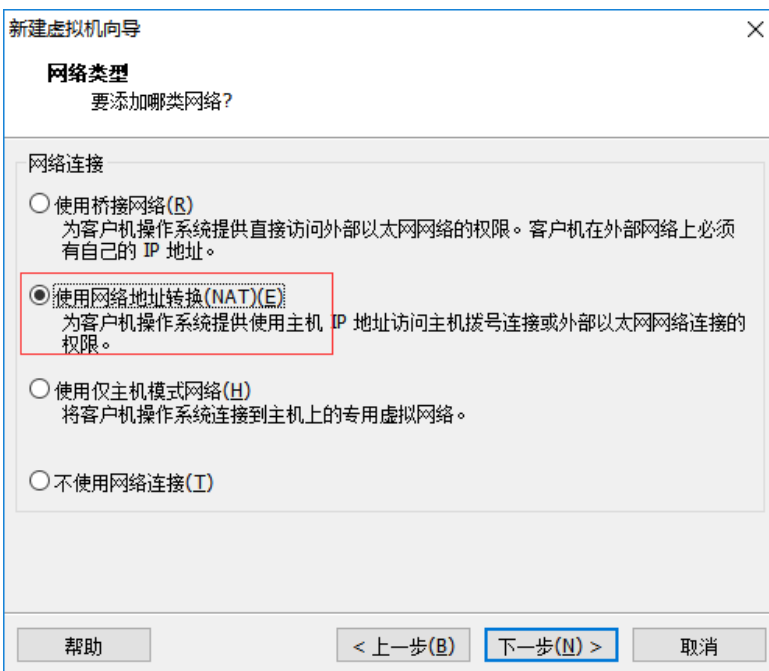 新建虚拟机向导
网络类型
要添加哪类网络?
网络连接
使用桥接网络(R)
为客户机操作系统提供直接访问外部以太网网络的权限。客户机在外部网络上必须
有自己的 IP 地址。
使用网络地址转换(NAT)(E)
为客户机操作系统提供使用主机 IP 地址访问主机拨号连接或外部以太网网络连接的
权限。
使用仅主机模式网络(H)
将客户机操作系统连接到主机上的专用虚拟网络。
不使用网络连接(T)
帮助
< 上一步(B)
下一步(N) >
取消